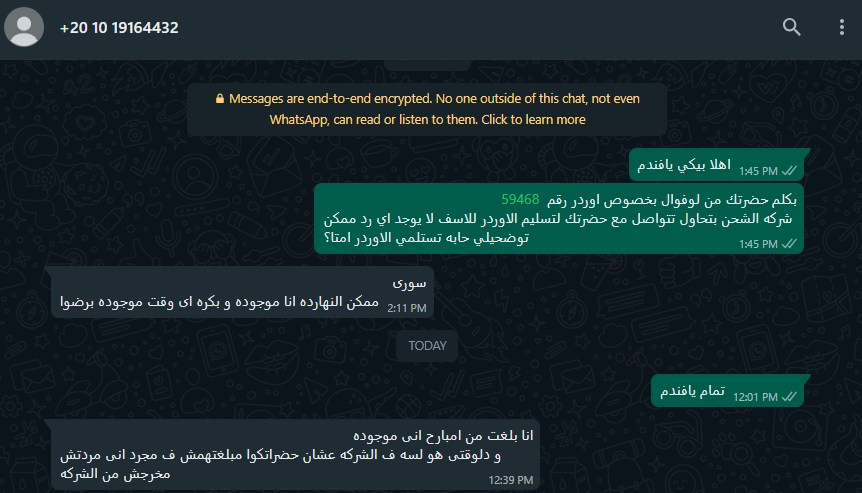 +20 10 19164432
Messages are end-to-end encrypted. No one outside of this chat, not even
WhatsApp, can read or listen to them. Click to learn more
اهلا بيكي يافندم
1:45 PM
بكلم حضرتك من لوفوال بخصوص اوردر رقم 59468
شركه الشحن بتحاول تتواصل مع حضرتك لتسليم الاوردر للاسف لا يوجد اي رد ممكن
توضحيلي حابه تستلمي الاوردر امتا؟
1:45 PM
سورى
ممكن النهارده انا موجوده و بكره اى وقت موجوده برضوا
2:11 PM
TODAY
تمام يافندم
12:01 PM
انا بلغت من امبارح انى موجوده
و دلوقتى هو لسه ف الشركه عشان حضراتكوا مبلغتهمش ف مجرد انى مردتش
مخرجش من الشركه
12:39 PM